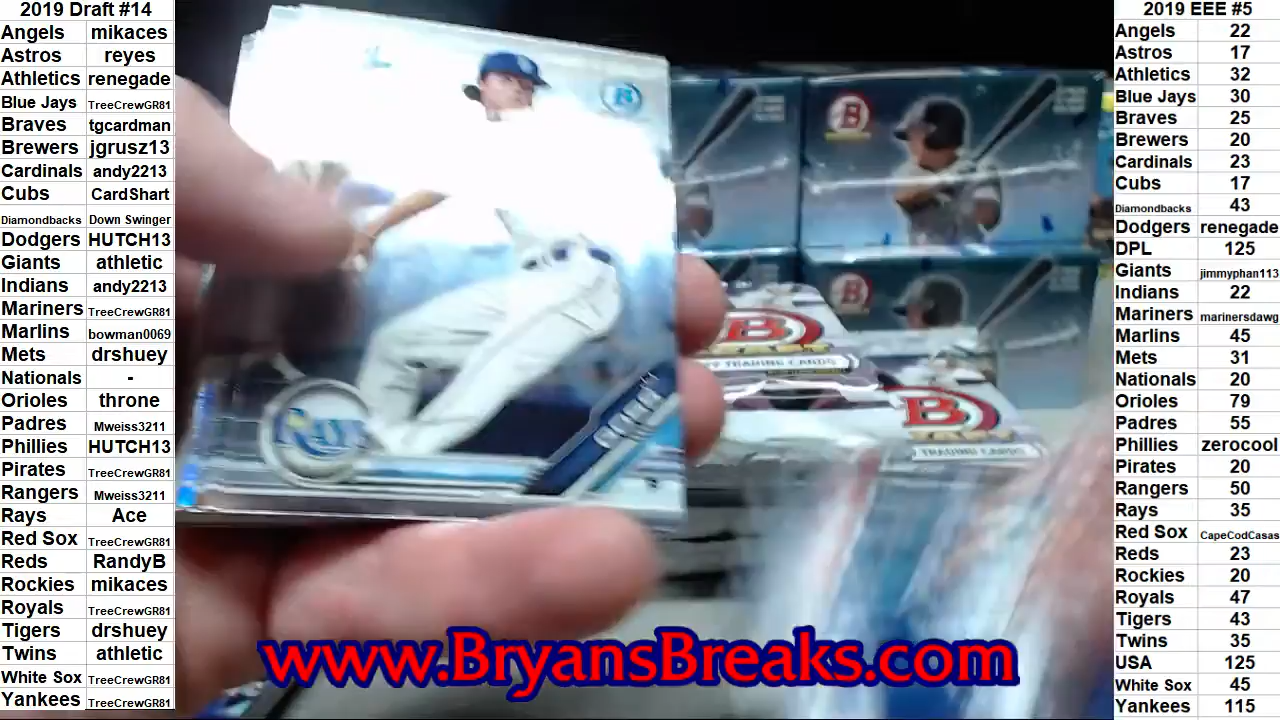 2019 Draft #14
Angels mikaces
Astros reyes
Athletics renegade
Blue Jays TreeCrewGR81
Braves tgcardman
Brewers jgrusz13
Cardinals andy2213
Cubs CardShart
Diamondbacks Down Swinger
Dodgers HUTCH13
Giants athletic
Indians andy2213
Mariners TreeCrewGR81
Marlins bowman0069
Mets drshuey
Nationals -
Orioles throne
Padres Mweiss3211
Phillies HUTCH13
Pirates TreeCrewGR81
Rangers Mweiss3211
Rays Ace
Red Sox TreeCrewGR81
Reds RandyB
Rockies mikaces
Royals TreeCrewGR81
Tigers drshuey
Twins athletic
White Sox TreeCrewGR81
Yankees TreeCrewGR81
B
Rays
B
B
B
TRADING CARDS
B
TRADING CARDS
www.BryansBreaks.com
2019 EEE #5
Angels 22
Astros 17
Athletics 32
Blue Jays 30
Braves 25
Brewers 20
Cardinals 23
Cubs 17
Diamondbacks 43
Dodgers renegade
DPL 125
Giants jimmyphan113
Indians 22
Mariners marinersdawg
Marlins 45
Mets 31
Nationals 20
Orioles 79
Padres 55
Phillies zerocool
Pirates 20
Rangers 50
Rays 35
Red Sox CapeCodCasas
Reds 23
Rockies 20
Royals 47
Tigers 43
Twins 35
USA 125
White Sox 45
Yankees 115